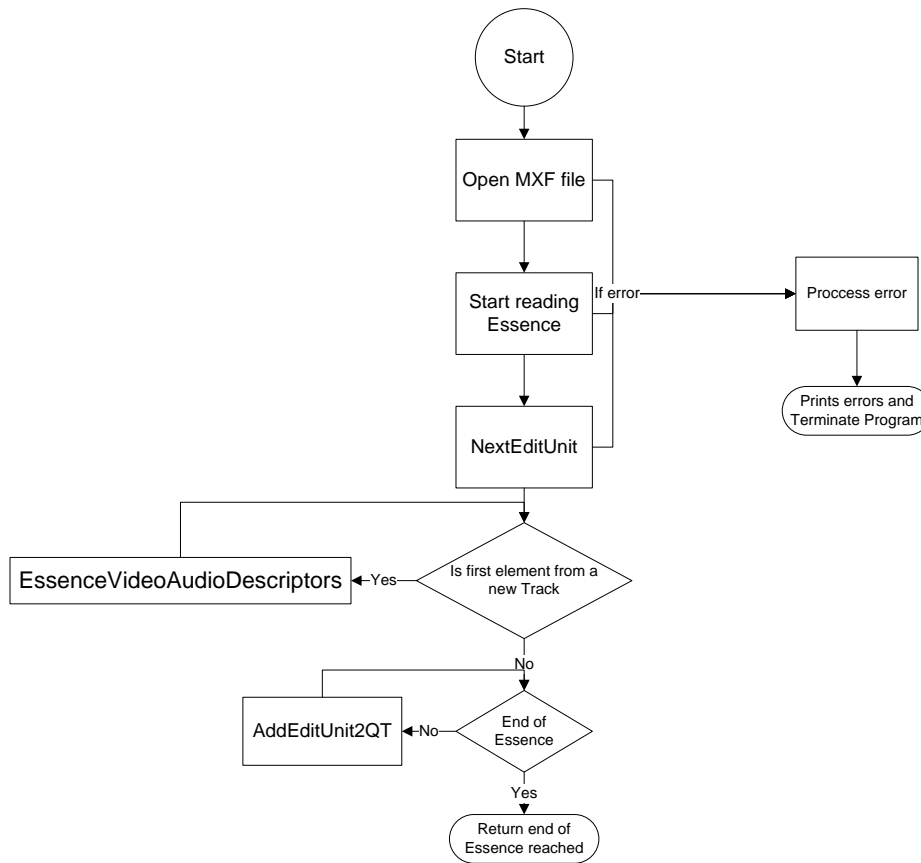 Start
Open MXF file
Start reading
Essence
If error
Proccess error
Prints errors and
Terminate Program
NextEditUnit
Is first element from a
new Track
Yes
EssenceVideoAudioDescriptors
No
End of
Essence
No
AddEditUnit2QT
Yes
Return end of
Essence reached